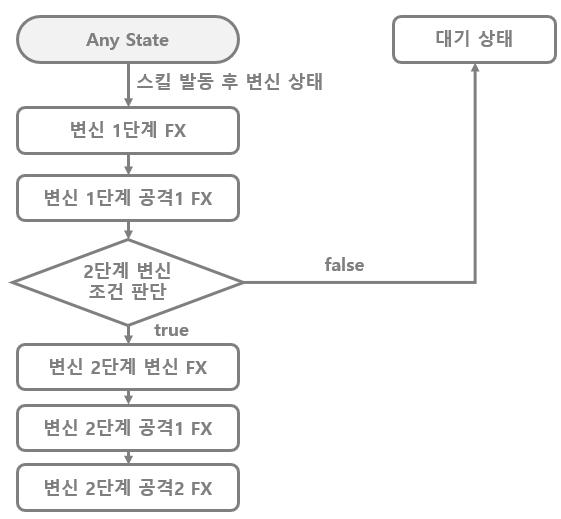 Any State
대기 상태
스킬 발동 후 변신 상태
변신 1단계 FX
변신 1단계 공격1 FX
2단계 변신
조건 판단
false
true
변신 2단계 변신 FX
변신 2단계 공격1 FX
변신 2단계 공격2 FX